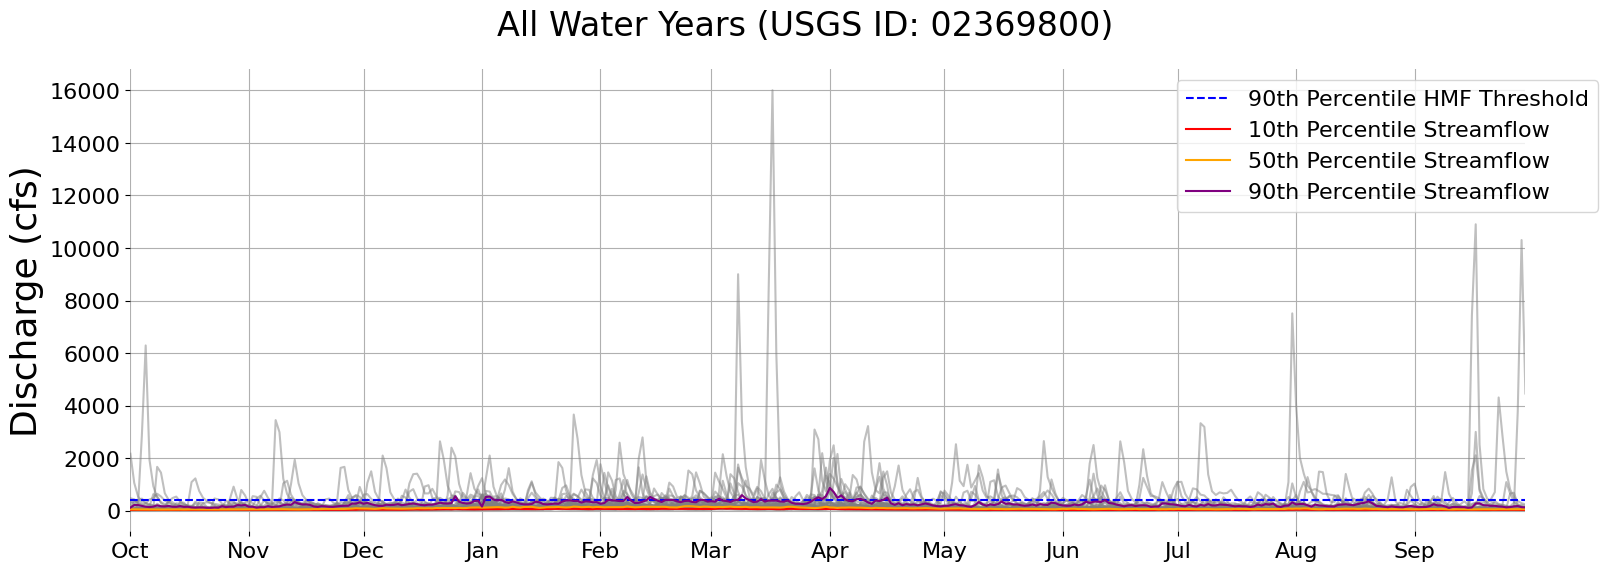 All Water Years (USGS ID: 02369800)
Discharge (cfs)
16000
14000
12000
10000
8000
6000
4000
2000
0
90th Percentile HMF Threshold
10th Percentile Streamflow
50th Percentile Streamflow
90th Percentile Streamflow
Oct Nov Dec Jan Feb Mar Apr May Jun Jul Aug Sep